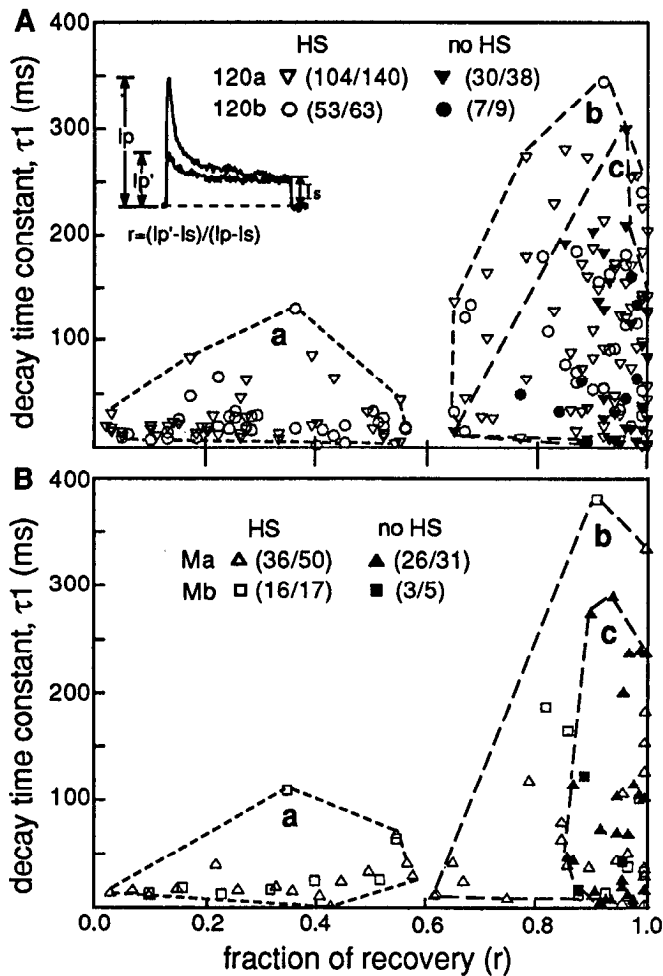 A
decay time constant, τ1 (ms)
400
300
200
100
HS no HS
120a ▽ (104/140) ▼ (30/38)
120b ○ (53/63) ● (7/9)
Ip
Ip'
Is
r=(Ip'-Is)/(Ip-Is)
a
b
c
B
decay time constant, τ1 (ms)
400
300
200
100
HS no HS
Ma △ (36/50) ▲ (26/31)
Mb □ (16/17) ■ (3/5)
a
b
c
0.0 0.2 0.4 0.6 0.8 1.0
fraction of recovery (r)